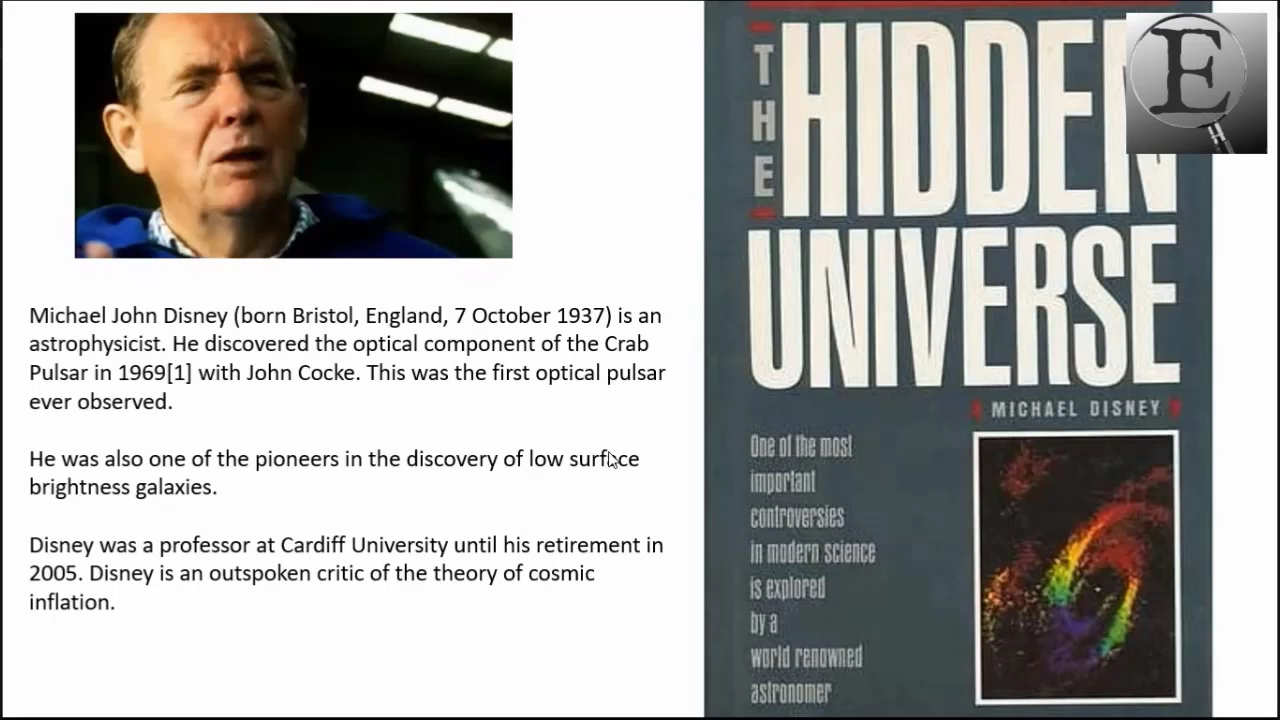 Michael John Disney (born Bristol, England, 7 October 1937) is an
astrophysicist. He discovered the optical component of the Crab
Pulsar in 1969[1] with John Cocke. This was the first optical pulsar
ever observed.
He was also one of the pioneers in the discovery of low surface
brightness galaxies.
Disney was a professor at Cardiff University until his retirement in
2005. Disney is an outspoken critic of the theory of cosmic
inflation.
THE
HIDDEN
UNIVERSE
MICHAEL DISNEY
One of the most
important
controversies
in modern science
is explored
by a
world renowned
astronomer
E